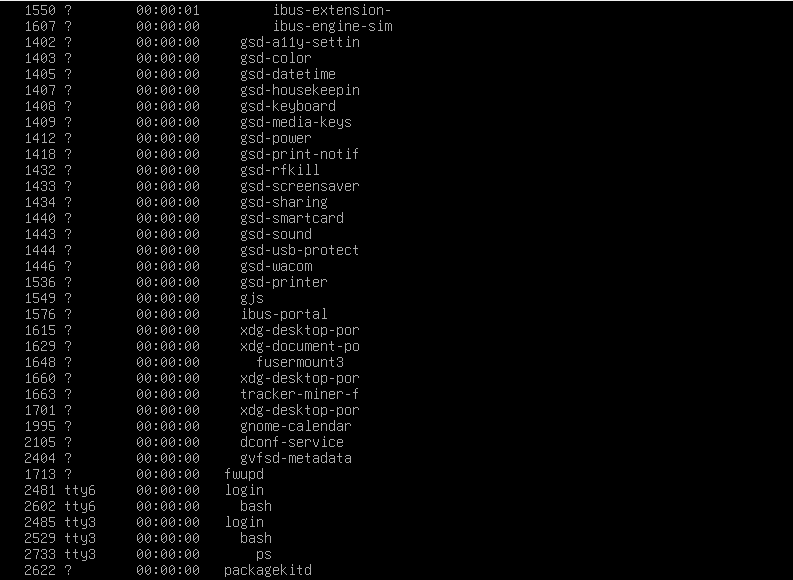 1550 ?        00:00:01         ibus-extension-
1607 ?        00:00:00         ibus-engine-sim
1402 ?        00:00:00     gsd-a11y-settin
1403 ?        00:00:00     gsd-color
1405 ?        00:00:00     gsd-datetime
1407 ?        00:00:00     gsd-housekeepin
1408 ?        00:00:00     gsd-keyboard
1409 ?        00:00:00     gsd-media-keys
1412 ?        00:00:00     gsd-power
1418 ?        00:00:00     gsd-print-notif
1432 ?        00:00:00     gsd-rfkill
1433 ?        00:00:00     gsd-screensaver
1434 ?        00:00:00     gsd-sharing
1440 ?        00:00:00     gsd-smartcard
1443 ?        00:00:00     gsd-sound
1444 ?        00:00:00     gsd-usb-protect
1446 ?        00:00:00     gsd-wacom
1536 ?        00:00:00     gsd-printer
1549 ?        00:00:00     gjs
1576 ?        00:00:00     ibus-portal
1615 ?        00:00:00     xdg-desktop-por
1629 ?        00:00:00     xdg-document-po
1648 ?        00:00:00       fusermount3
1660 ?        00:00:00     xdg-desktop-por
1663 ?        00:00:00     tracker-miner-f
1701 ?        00:00:00     xdg-desktop-por
1995 ?        00:00:00     gnome-calendar
2105 ?        00:00:00     dconf-service
2404 ?        00:00:00     gvfsd-metadata
1713 ?        00:00:00   fwupd
2481 tty6     00:00:00   login
2602 tty6     00:00:00     bash
2485 tty3     00:00:00   login
2529 tty3     00:00:00     bash
2733 tty3     00:00:00       ps
2622 ?        00:00:00   packagekitd